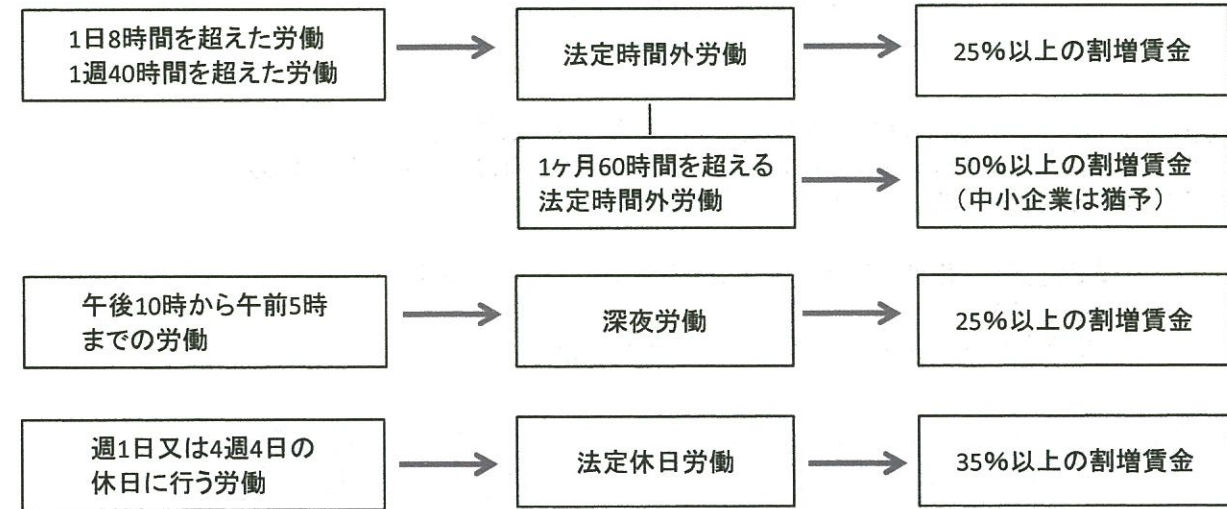 1日8時間を超えた労働
1週40時間を超えた労働
法定時間外労働
25%以上の割増賃金
1ヶ月60時間を超える
法定時間外労働
50%以上の割増賃金
（中小企業は猶予）
午後10時から午前5時
までの労働
深夜労働
25%以上の割増賃金
週1日又は4週4日の
休日に行う労働
法定休日労働
35%以上の割増賃金